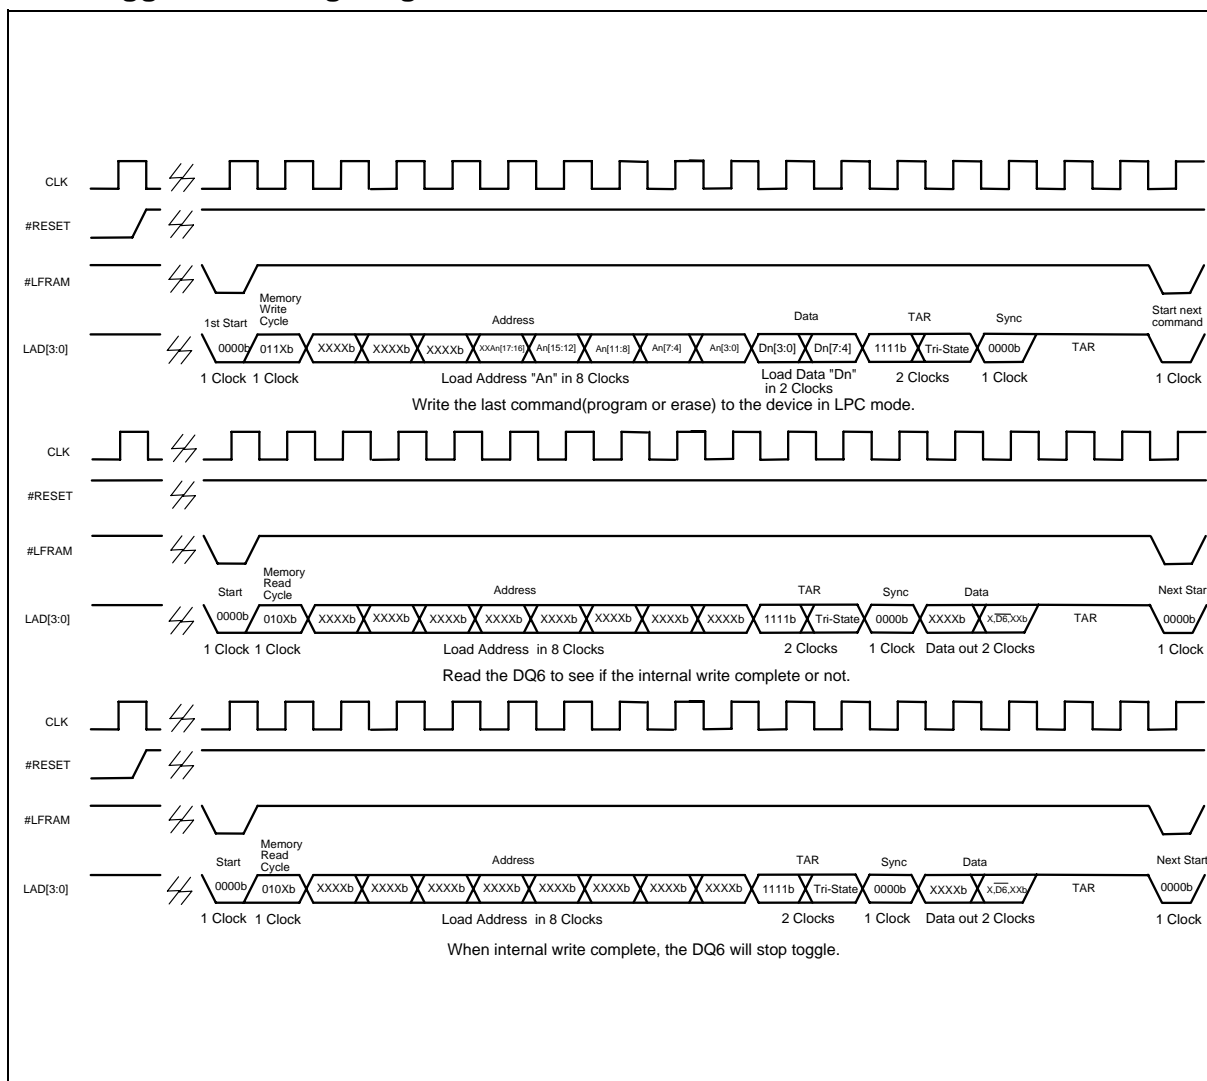 CLK
#RESET
#LFRAM
Memory
Write
Cycle
1st Start Address Data TAR Sync Start next
command
LAD[3:0] 0000b 011Xb XXXXb XXXXb XXXXb XXAn[17:16] An[15:12] An[11:8] An[7:4] An[3:0] Dn[3:0] Dn[7:4] 1111b Tri-State 0000b TAR
1 Clock 1 Clock Load Address "An" in 8 Clocks Load Data "Dn"
in 2 Clocks 2 Clocks 1 Clock 1 Clock
Write the last command(program or erase) to the device in LPC mode.
CLK
#RESET
#LFRAM
Memory
Read
Cycle
Start Address TAR Sync Data Next Start
LAD[3:0] 0000b 010Xb XXXXb XXXXb XXXXb XXXXb XXXXb XXXXb XXXXb XXXXb 1111b Tri-State 0000b XXXXb X,D̅6̅,XXb TAR 0000b
1 Clock 1 Clock Load Address in 8 Clocks 2 Clocks 1 Clock Data out 2 Clocks 1 Clock
Read the DQ6 to see if the internal write complete or not.
CLK
#RESET
#LFRAM
Memory
Read
Cycle
Start Address TAR Sync Data Next Start
LAD[3:0] 0000b 010Xb XXXXb XXXXb XXXXb XXXXb XXXXb XXXXb XXXXb XXXXb 1111b Tri-State 0000b XXXXb X,D̅6̅,XXb TAR 0000b
1 Clock 1 Clock Load Address in 8 Clocks 2 Clocks 1 Clock Data out 2 Clocks 1 Clock
When internal write complete, the DQ6 will stop toggle.